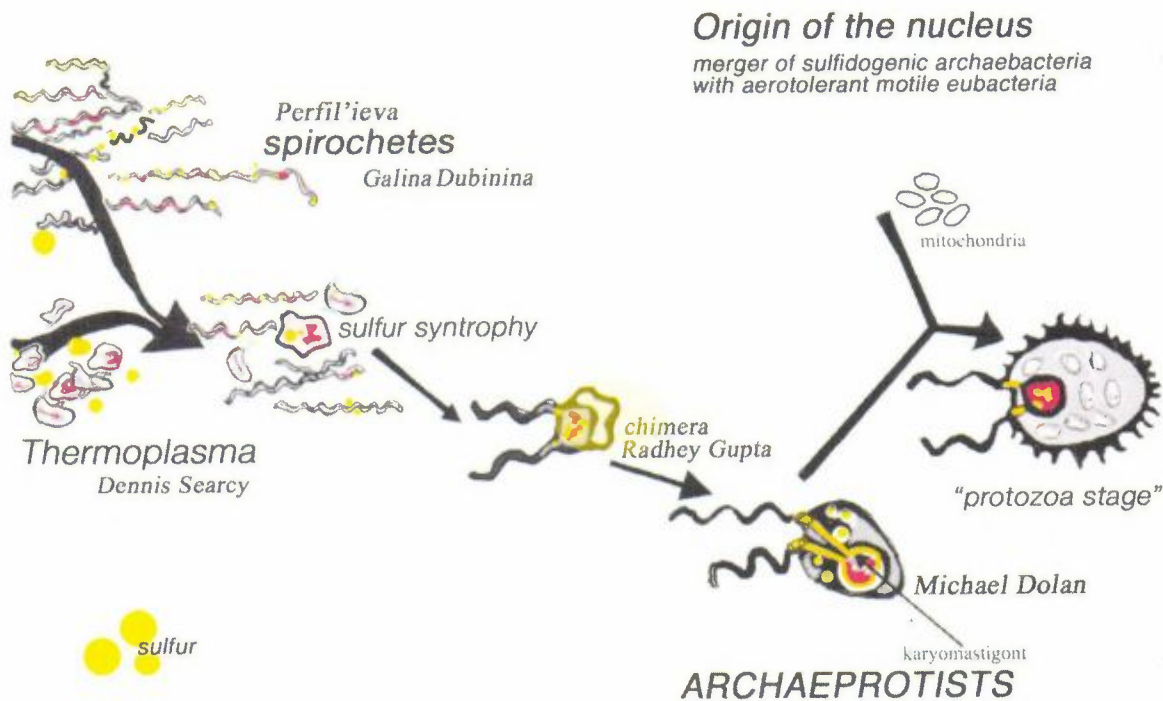 Origin of the nucleus
merger of sulfidogenic archaebacteria
with aerotolerant motile eubacteria
Perfil'ieva
spirochetes
Galina Dubinina
mitochondria
sulfur syntrophy
Thermoplasma
Dennis Searcy
chimera
Radhey Gupta
"protozoa stage"
Michael Dolan
sulfur
karyomastigont
ARCHAEPROTISTS